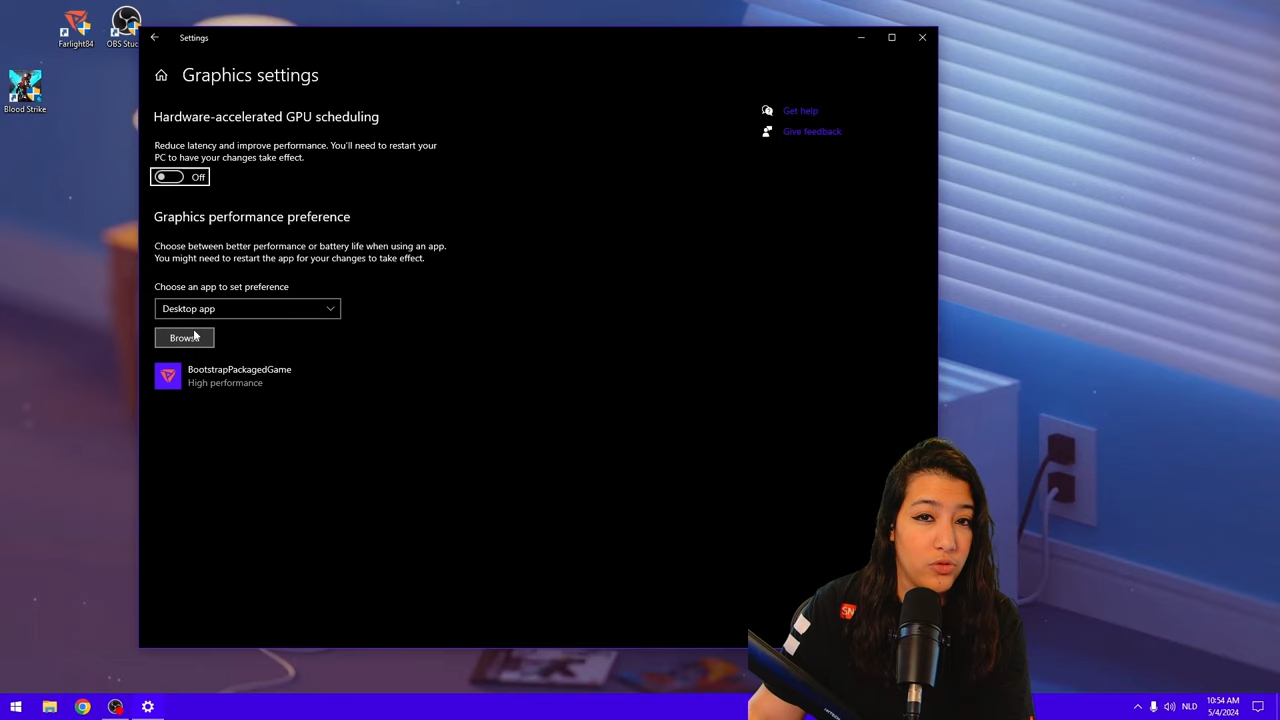 Farlight84
OBS Stud
Blood Strike
Settings
Graphics settings
Hardware-accelerated GPU scheduling
Reduce latency and improve performance. You'll need to restart your
PC to have your changes take effect.
Off
Graphics performance preference
Choose between better performance or battery life when using an app.
You might need to restart the app for your changes to take effect.
Choose an app to set preference
Desktop app
Browse
BootstrapPackagedGame
High performance
Get help
Give feedback
SN
NLD
10:54 AM
5/4/2024